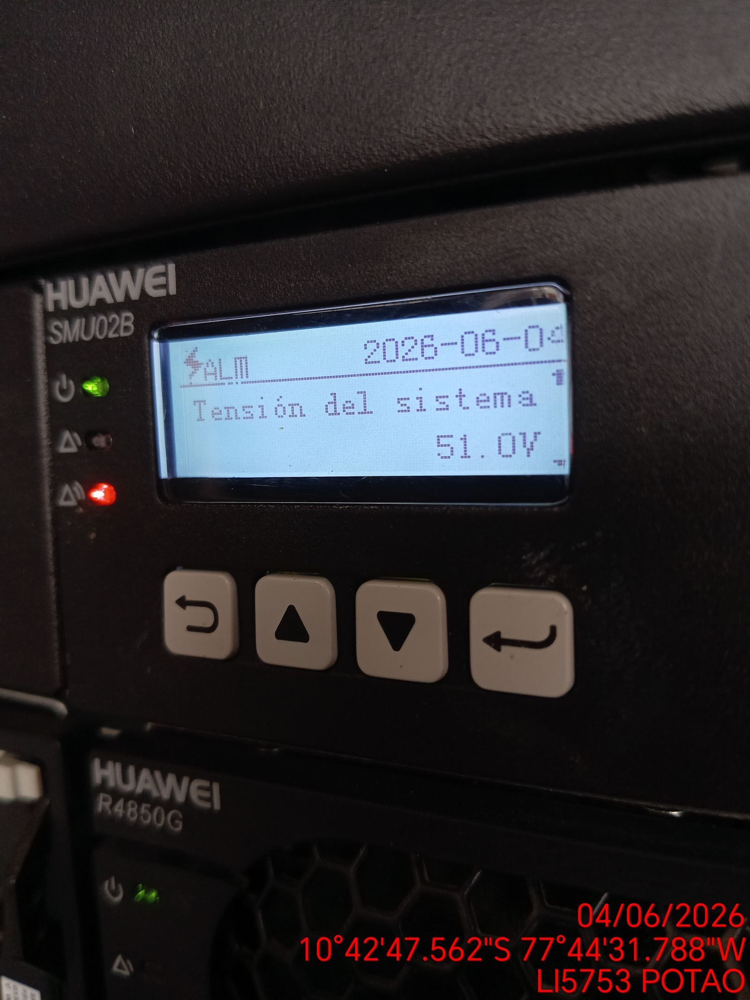 HUAWEI
SMU02B
ALM 2026-06-04
Tensión del sistema
51.0V
HUAWEI
R4850G
04/06/2026
10°42'47.562"S 77°44'31.788"W
LI5753 POTAO